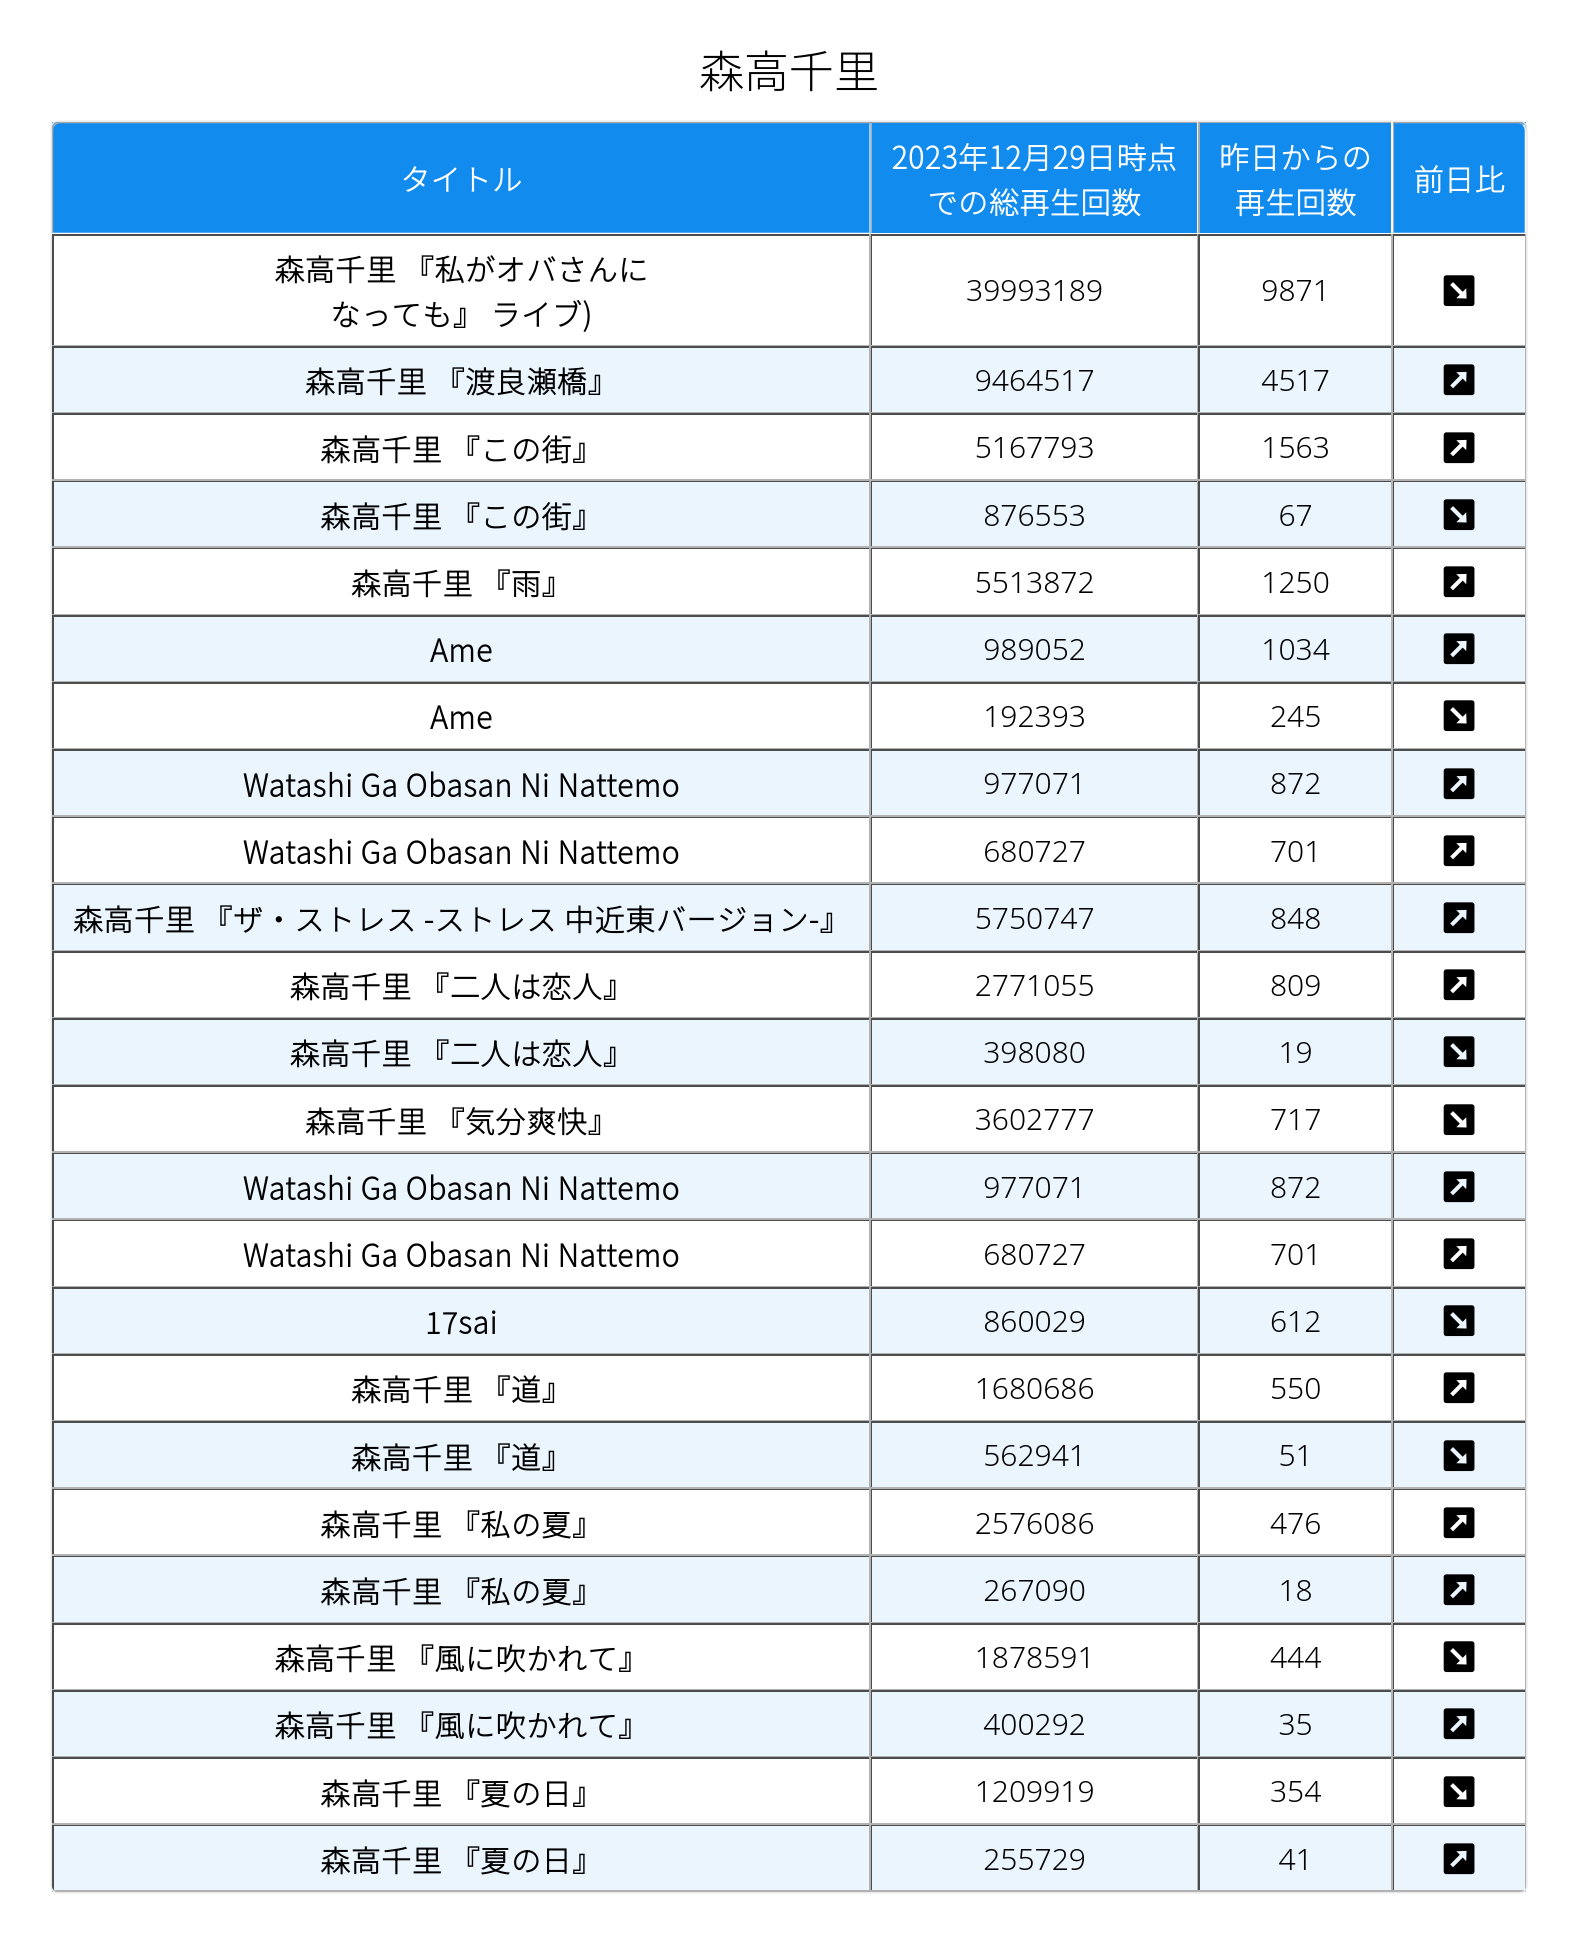 森高千里
タイトル
2023年12月29日時点
での総再生回数
昨日からの
再生回数
前日比
森高千里 『私がオバさんに
なっても』 ライブ)
39993189
9871
森高千里 『渡良瀬橋』 9464517 4517
森高千里 『この街』 5167793 1563
森高千里 『この街』 876553 67
森高千里 『雨』 5513872 1250
Ame 989052 1034
Ame 192393 245
Watashi Ga Obasan Ni Nattemo 977071 872
Watashi Ga Obasan Ni Nattemo 680727 701
森高千里 『ザ・ストレス -ストレス 中近東バージョン-』 5750747 848
森高千里 『二人は恋人』 2771055 809
森高千里 『二人は恋人』 398080 19
森高千里 『気分爽快』 3602777 717
Watashi Ga Obasan Ni Nattemo 977071 872
Watashi Ga Obasan Ni Nattemo 680727 701
17sai 860029 612
森高千里 『道』 1680686 550
森高千里 『道』 562941 51
森高千里 『私の夏』 2576086 476
森高千里 『私の夏』 267090 18
森高千里 『風に吹かれて』 1878591 444
森高千里 『風に吹かれて』 400292 35
森高千里 『夏の日』 1209919 354
森高千里 『夏の日』 255729 41